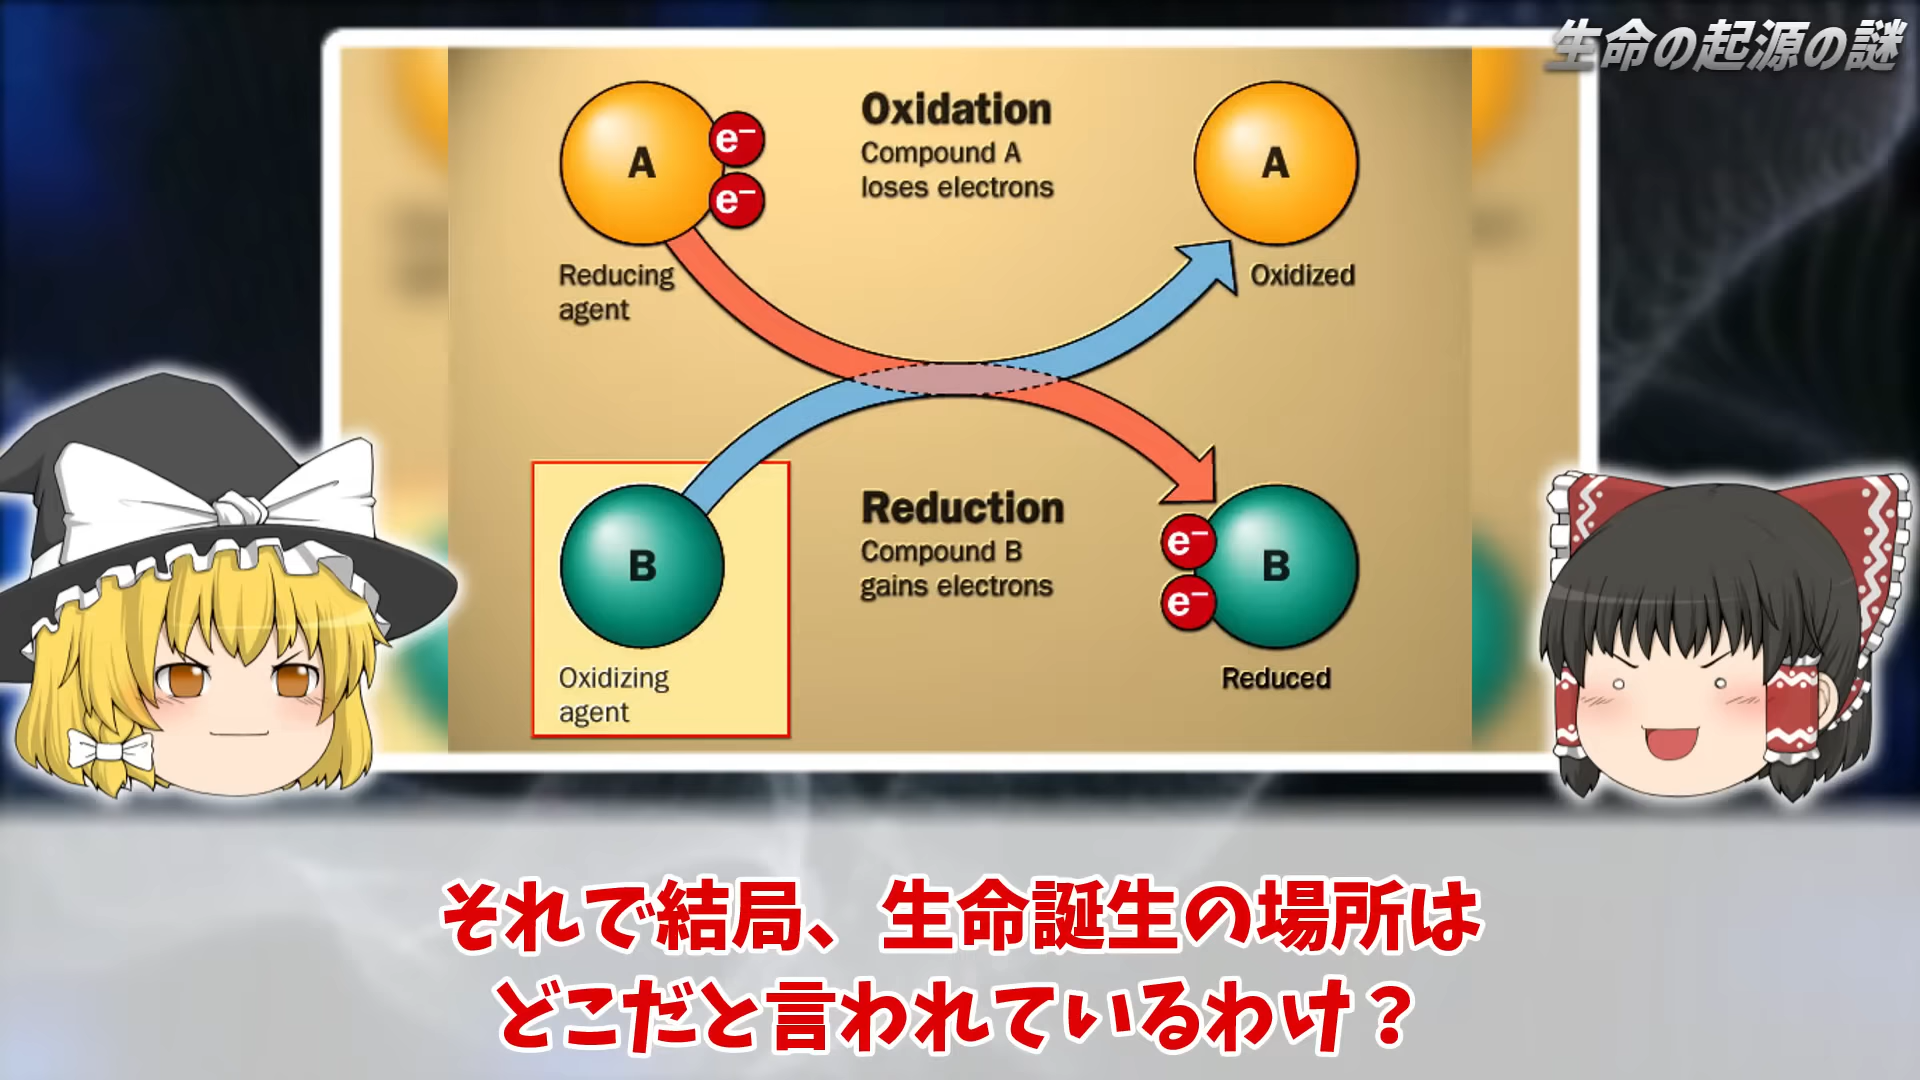 生命の起源の謎
A
e⁻
e⁻
Oxidation
Compound A
loses electrons
A
Reducing
agent
Oxidized
B
Reduction
Compound B
gains electrons
e⁻
e⁻
B
Oxidizing
agent
Reduced
それで結局、生命誕生の場所は
どこだと言われているわけ？